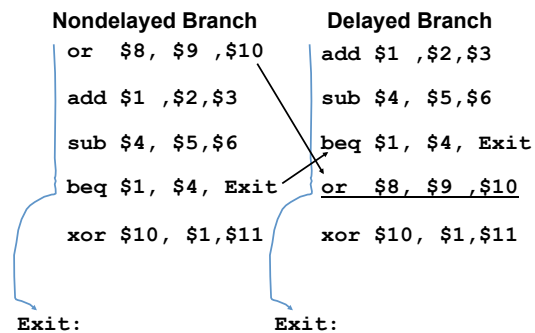 Nondelayed Branch
or $8, $9 ,$10
add $1 ,$2,$3
sub $4, $5,$6
beq $1, $4, Exit
xor $10, $1,$11
Exit:
Delayed Branch
add $1 ,$2,$3
sub $4, $5,$6
beq $1, $4, Exit
or $8, $9 ,$10
xor $10, $1,$11
Exit: